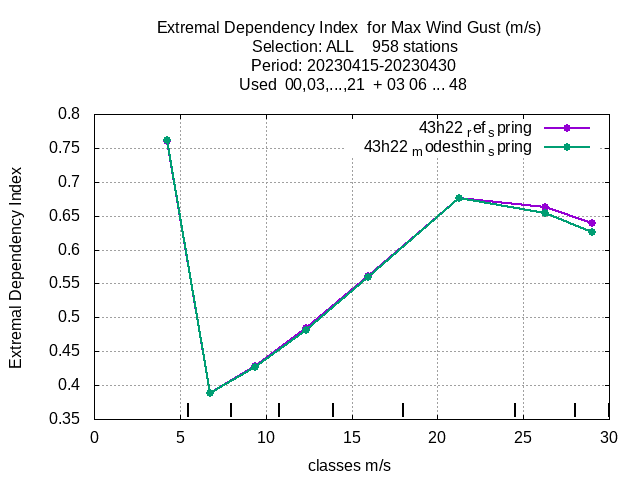 Extremal Dependency Index  for Max Wind Gust (m/s)
Selection: ALL    958 stations
Period: 20230415-20230430
Used  00,03,...,21  + 03 06 ... 48
43h22 ref spring
43h22 modesthin spring
Extremal Dependency Index
0.8
0.75
0.7
0.65
0.6
0.55
0.5
0.45
0.4
0.35
0 5 10 15 20 25 30
classes m/s